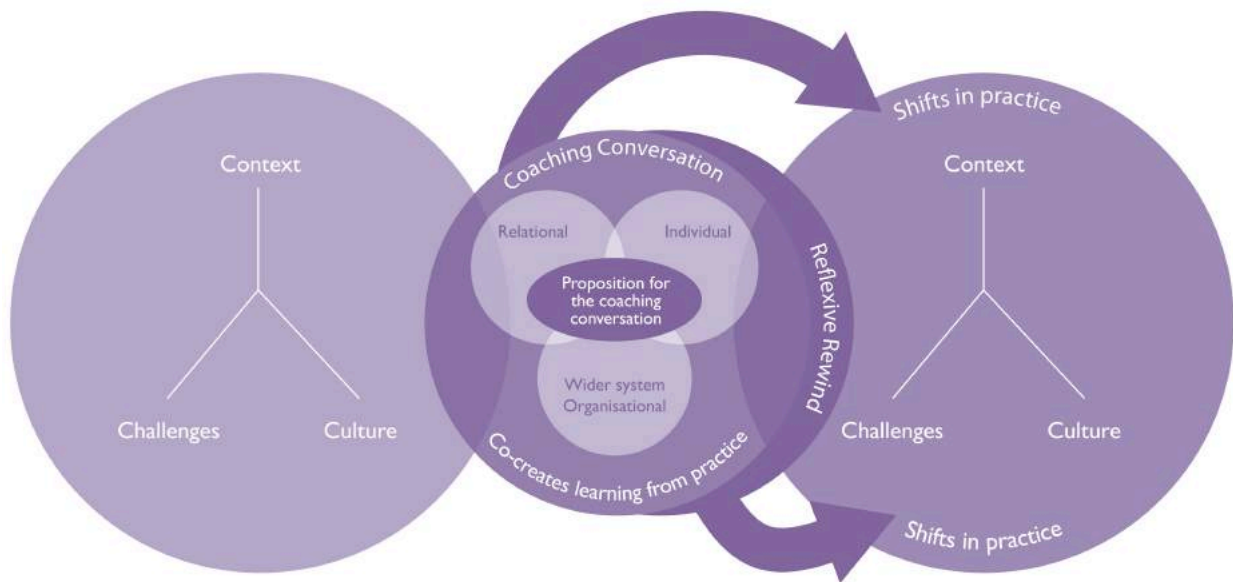 Context
Challenges
Culture
Coaching Conversation
Relational
Individual
Proposition for
the coaching
conversation
Wider system
Organisational
Co-creates learning from practice
Reflexive Rewind
Shifts in practice
Context
Challenges
Culture
Shifts in practice